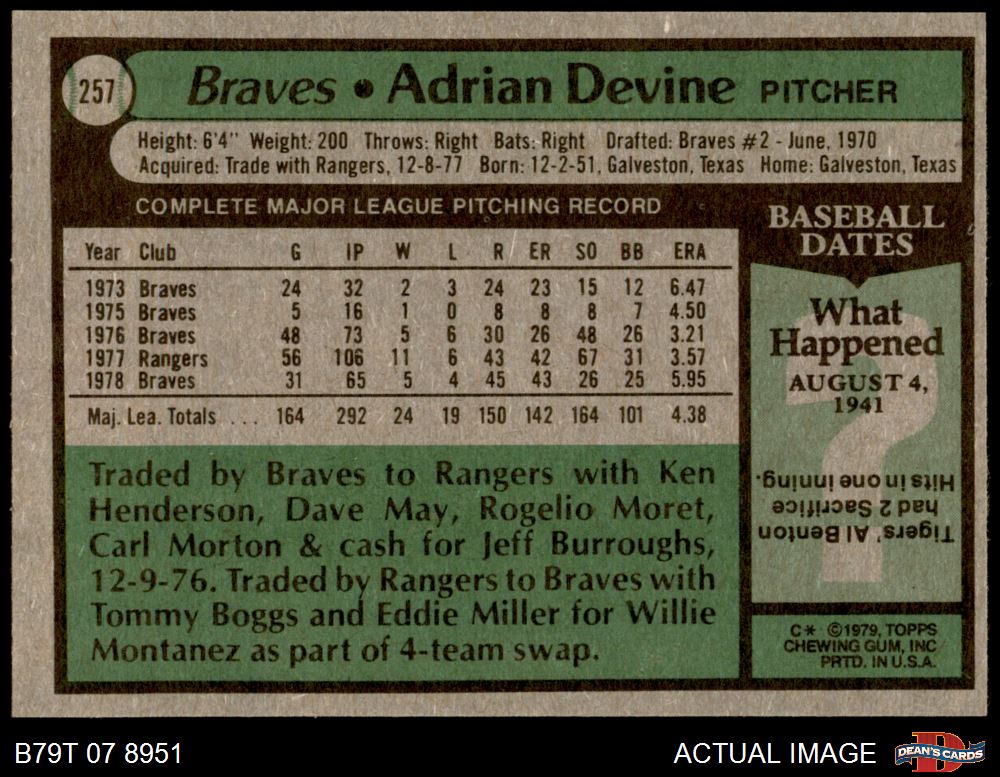 257
Braves • Adrian Devine PITCHER
Height: 6'4" Weight: 200 Throws: Right Bats: Right Drafted: Braves #2 - June, 1970
Acquired: Trade with Rangers, 12-8-77 Born: 12-2-51, Galveston, Texas Home: Galveston, Texas
COMPLETE MAJOR LEAGUE PITCHING RECORD
Year Club G IP W L R ER SO BB ERA
1973 Braves 24 32 2 3 24 23 15 12 6.47
1975 Braves 5 16 1 0 8 8 8 7 4.50
1976 Braves 48 73 5 6 30 26 48 26 3.21
1977 Rangers 56 106 11 6 43 42 67 31 3.57
1978 Braves 31 65 5 4 45 43 26 25 5.95
Maj. Lea. Totals . . . 164 292 24 19 150 142 164 101 4.38
Traded by Braves to Rangers with Ken
Henderson, Dave May, Rogelio Moret,
Carl Morton & cash for Jeff Burroughs,
12-9-76. Traded by Rangers to Braves with
Tommy Boggs and Eddie Miller for Willie
Montanez as part of 4-team swap.
BASEBALL
DATES
What
Happened
AUGUST 4,
1941
?
Tigers' Al Benton
had 2 Sacrifice
Hits in one inning.
C* ©1979, TOPPS
CHEWING GUM, INC
PRTD. IN U.S.A.
B79T 07 8951
ACTUAL IMAGE
D
DEAN'S CARDS